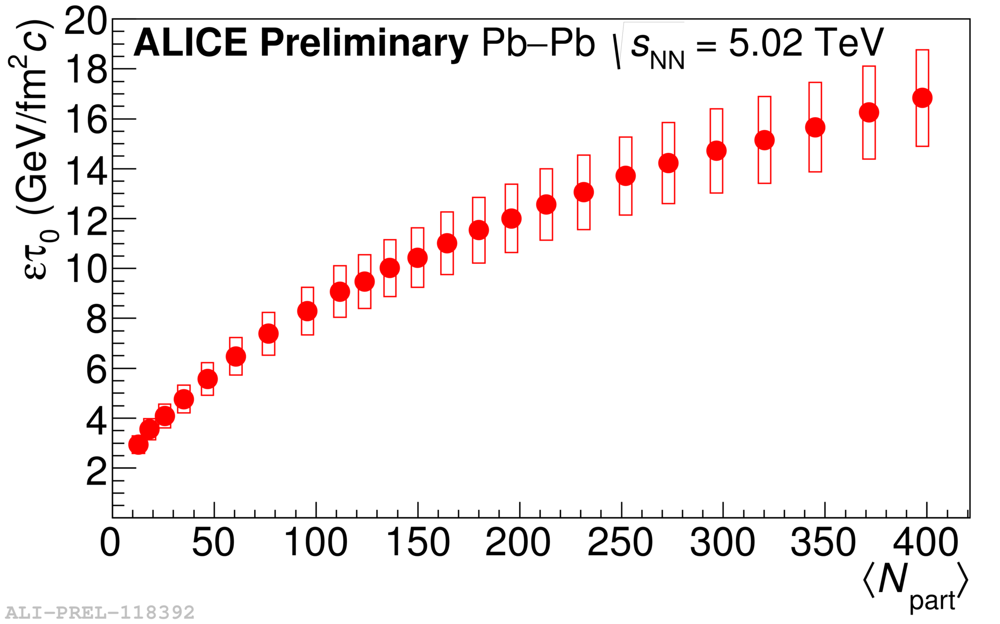 ALICE Preliminary Pb–Pb √sNN = 5.02 TeV
ετ0 (GeV/fm2c)
20
18
16
14
12
10
8
6
4
2
0 50 100 150 200 250 300 350 400
⟨Npart⟩
ALI-PREL-118392